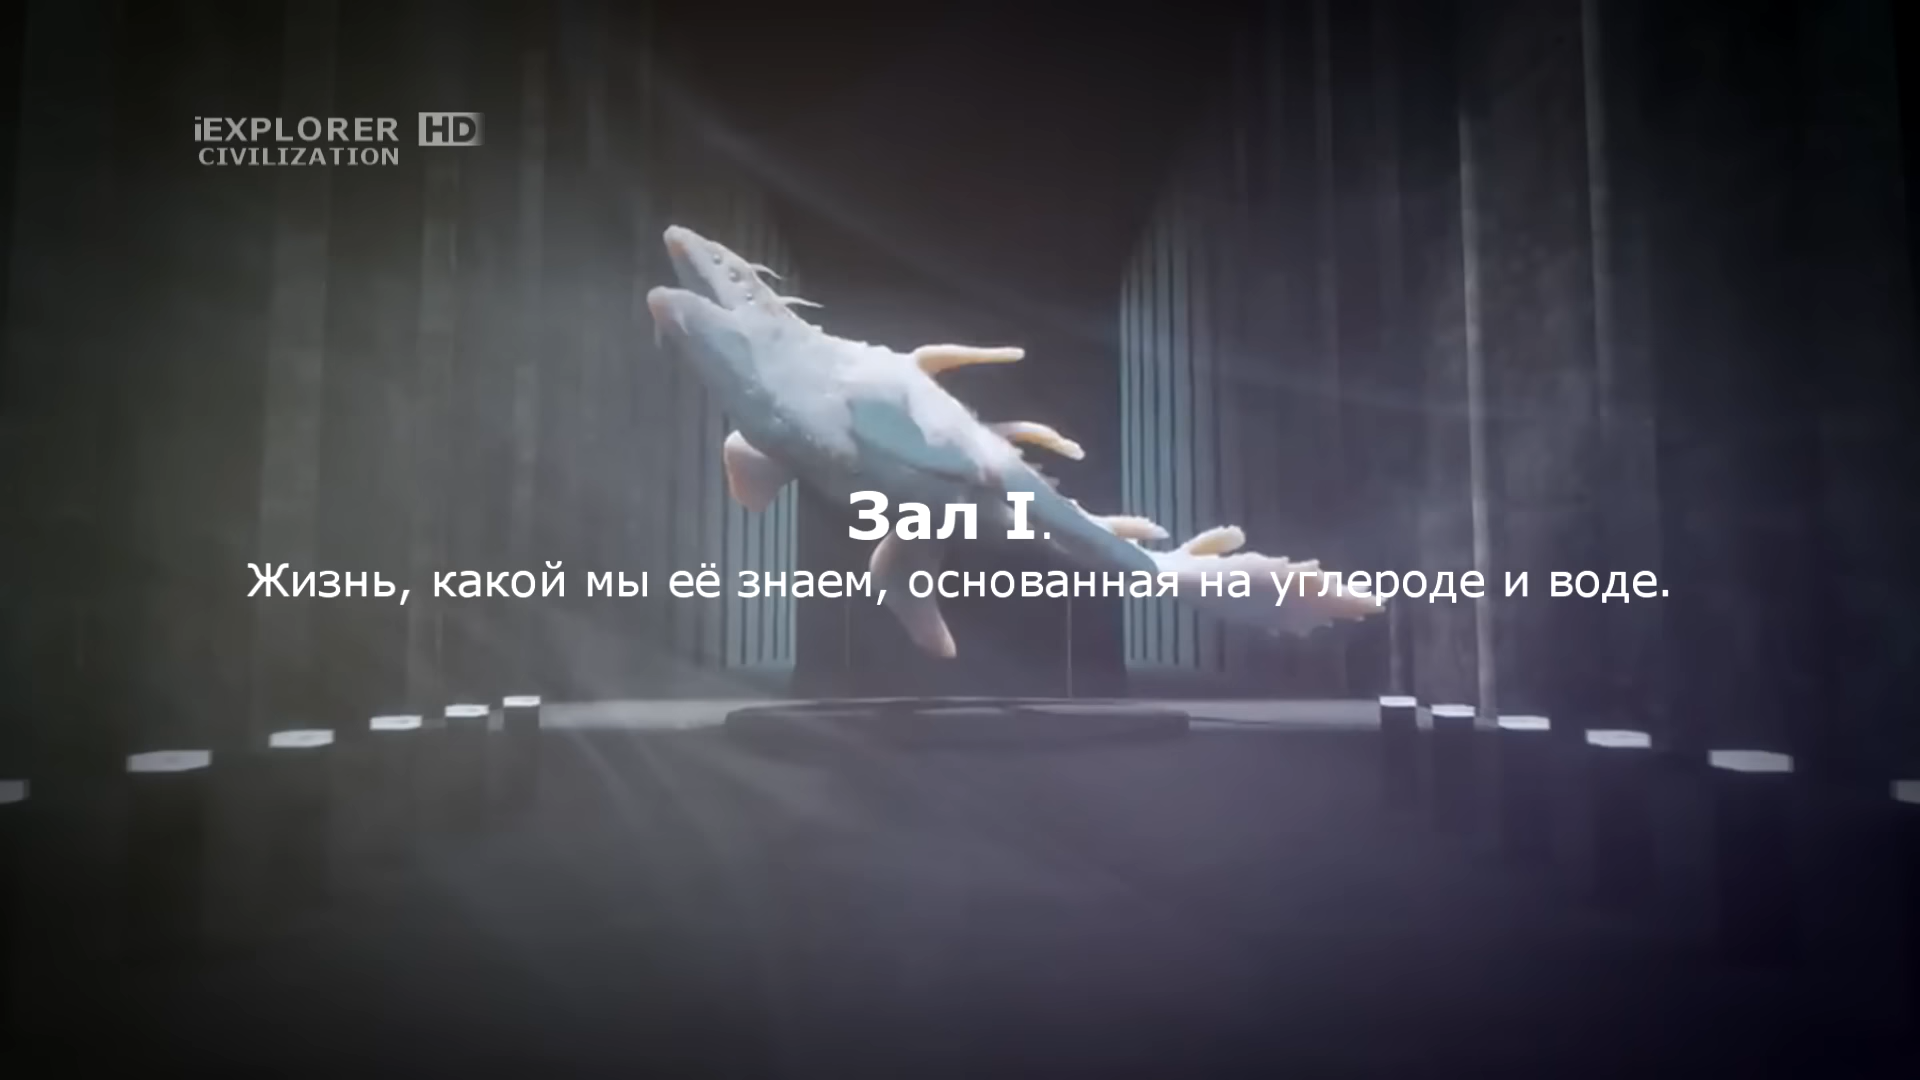 iEXPLORER HD
CIVILIZATION
Зал I.
Жизнь, какой мы её знаем, основанная на углероде и воде.